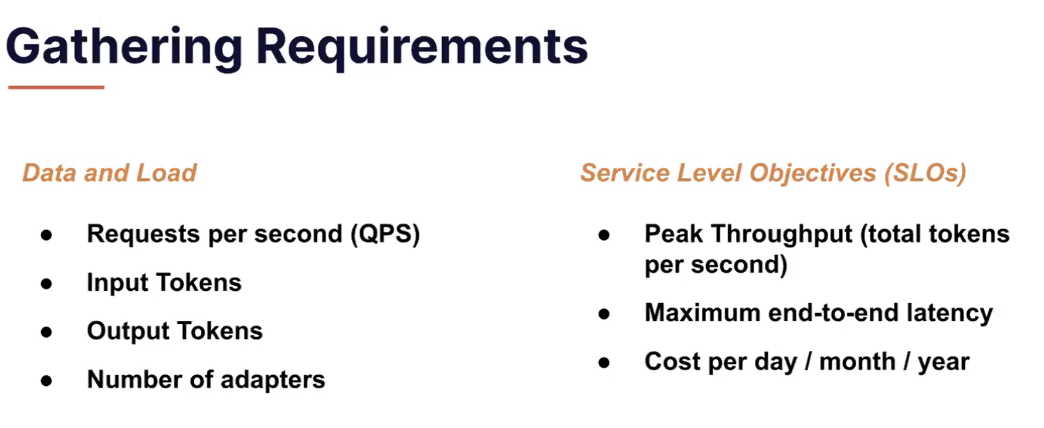 Gathering Requirements
Data and Load
● Requests per second (QPS)
● Input Tokens
● Output Tokens
● Number of adapters
Service Level Objectives (SLOs)
● Peak Throughput (total tokens
per second)
● Maximum end-to-end latency
● Cost per day / month / year